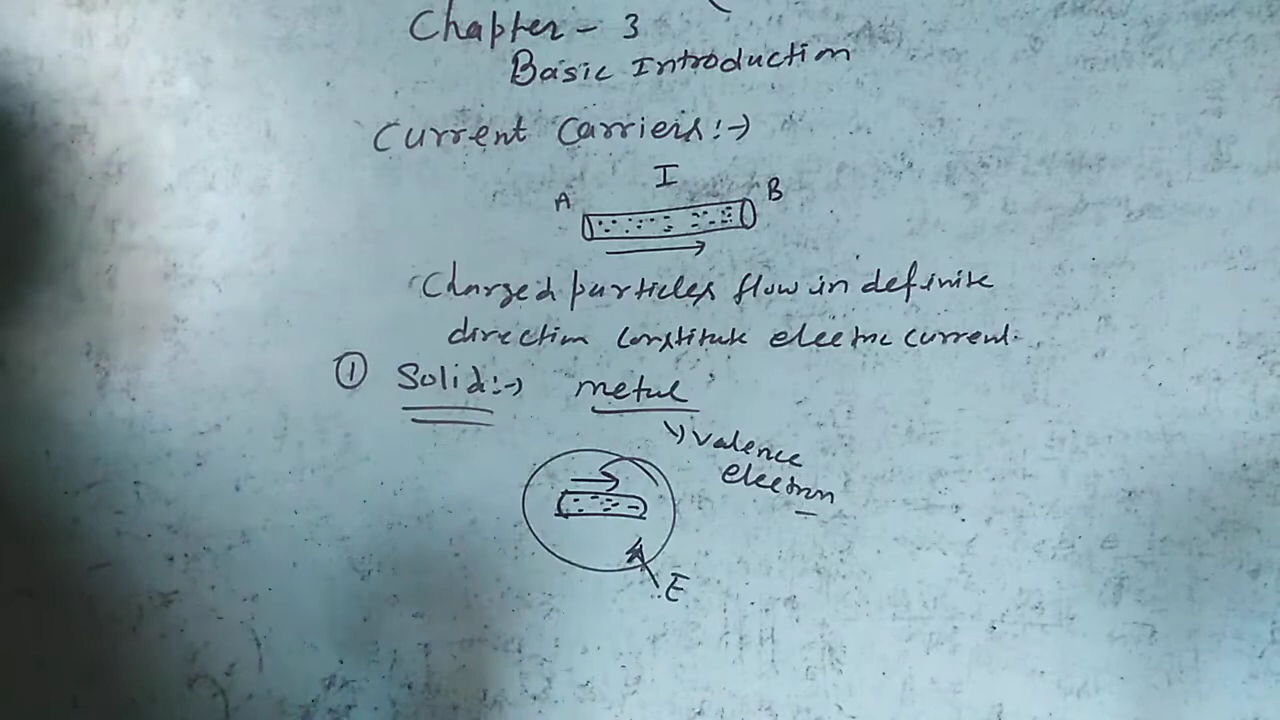 Chapter - 3
Basic Introduction
Current Carriers :→
I
A B
Charged particles flow in definite
direction constitute electric current.
① Solid :→ metal
↘ valence
electron
E